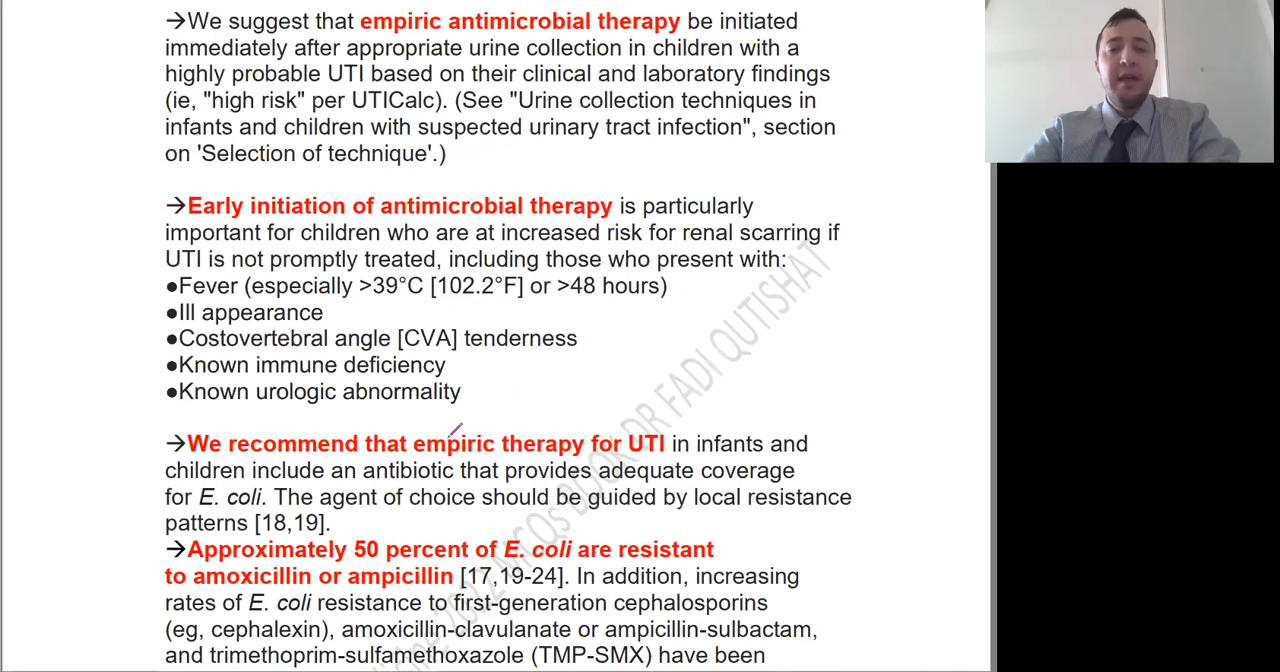 →We suggest that empiric antimicrobial therapy be initiated
immediately after appropriate urine collection in children with a
highly probable UTI based on their clinical and laboratory findings
(ie, "high risk" per UTICalc). (See "Urine collection techniques in
infants and children with suspected urinary tract infection", section
on 'Selection of technique'.)
→Early initiation of antimicrobial therapy is particularly
important for children who are at increased risk for renal scarring if
UTI is not promptly treated, including those who present with:
●Fever (especially >39°C [102.2°F] or >48 hours)
●Ill appearance
●Costovertebral angle [CVA] tenderness
●Known immune deficiency
●Known urologic abnormality
→We recommend that empiric therapy for UTI in infants and
children include an antibiotic that provides adequate coverage
for E. coli. The agent of choice should be guided by local resistance
patterns [18,19].
→Approximately 50 percent of E. coli are resistant
to amoxicillin or ampicillin [17,19-24]. In addition, increasing
rates of E. coli resistance to first-generation cephalosporins
(eg, cephalexin), amoxicillin-clavulanate or ampicillin-sulbactam,
and trimethoprim-sulfamethoxazole (TMP-SMX) have been
2022 MCQs BOOK DR FADI QUTISHAT